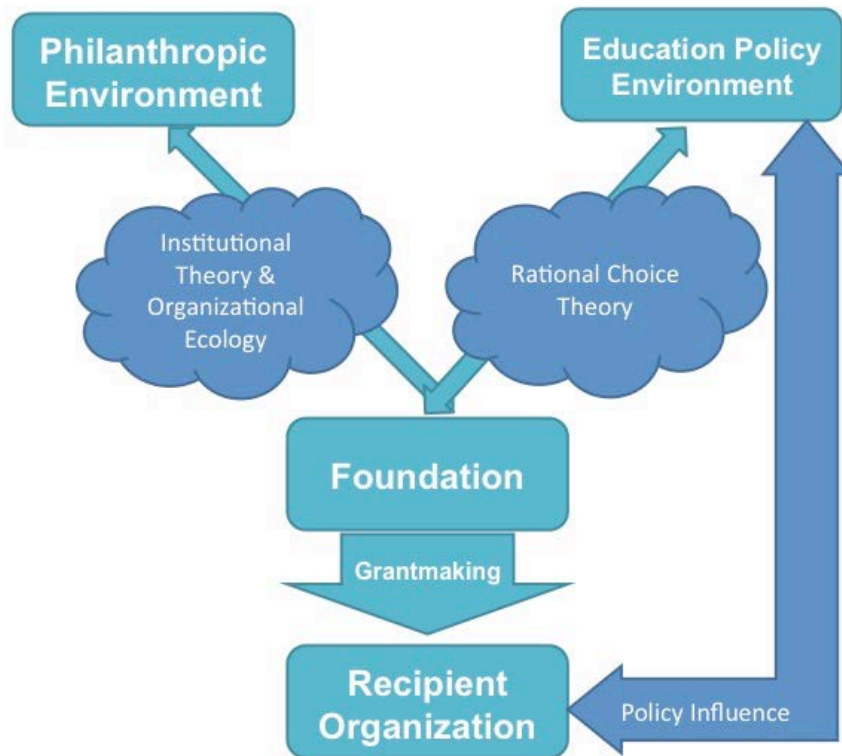 Philanthropic
Environment
Education Policy
Environment
Institutional
Theory &
Organizational
Ecology
Rational Choice
Theory
Foundation
Grantmaking
Recipient
Organization
Policy Influence